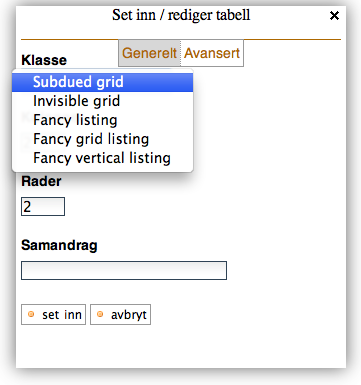 Set inn / rediger tabell
Generelt Avansert
Klasse
Subdued grid
Invisible grid
Fancy listing
Fancy grid listing
Fancy vertical listing
Rader
2
Samandrag
set inn avbryt